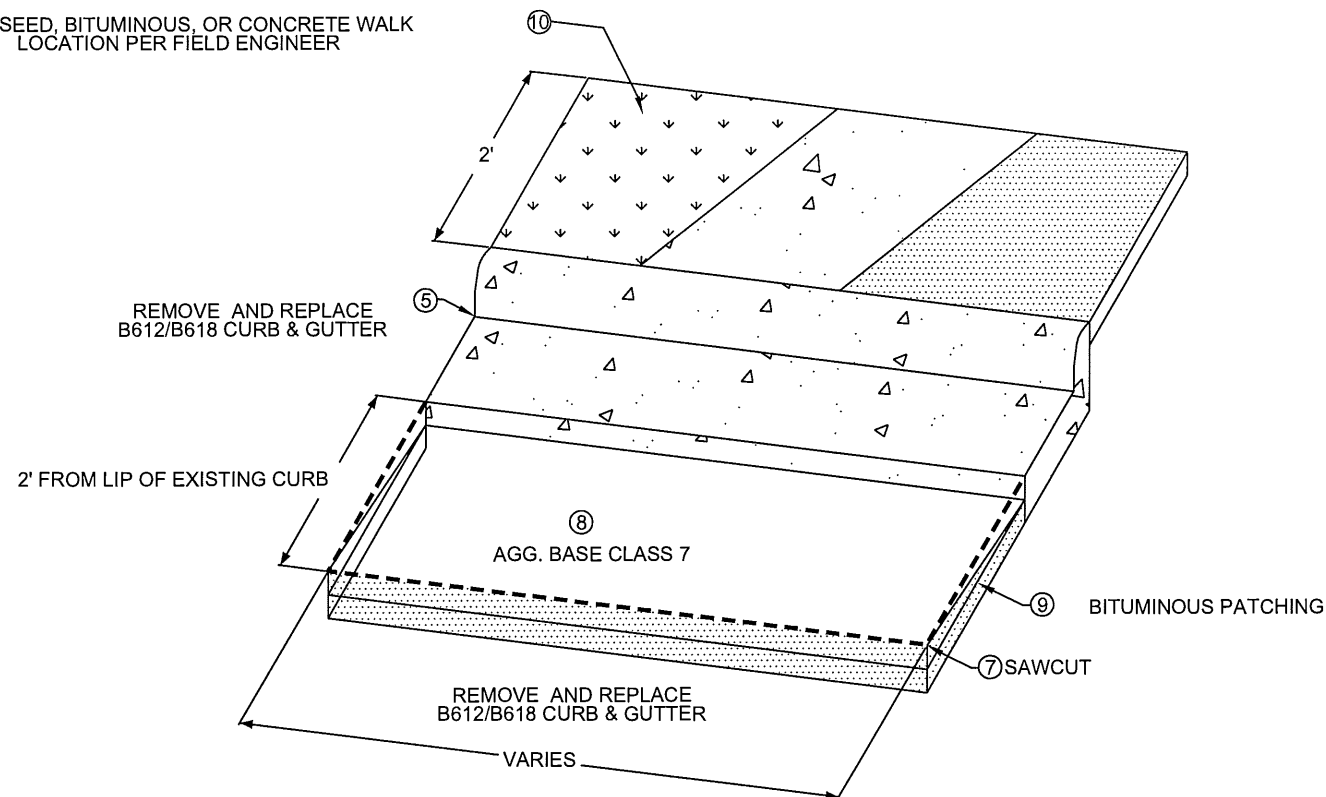 SEED, BITUMINOUS, OR CONCRETE WALK
LOCATION PER FIELD ENGINEER
10
2'
REMOVE AND REPLACE
B612/B618 CURB & GUTTER
5
2' FROM LIP OF EXISTING CURB
8
AGG. BASE CLASS 7
9 BITUMINOUS PATCHING
7 SAWCUT
REMOVE AND REPLACE
B612/B618 CURB & GUTTER
VARIES